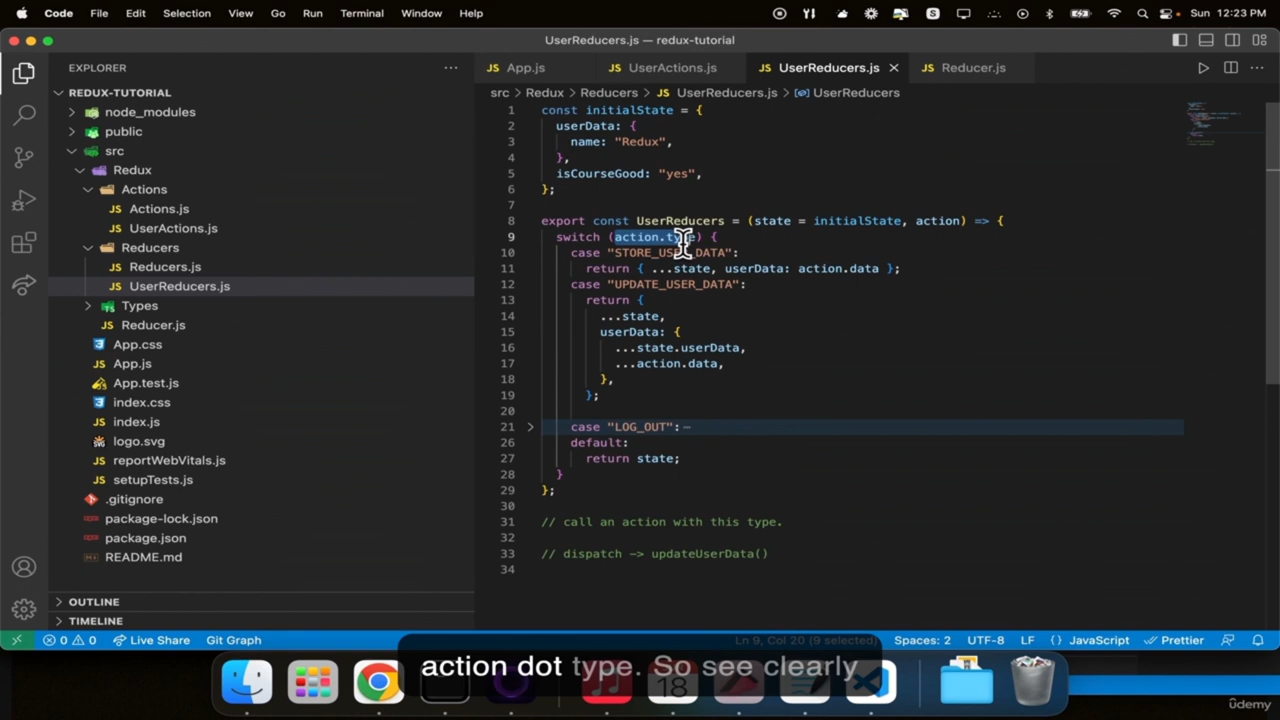 Code File Edit Selection View Go Run Terminal Window Help Sun 12:23 PM
UserReducers.js — redux-tutorial
EXPLORER
App.js UserActions.js UserReducers.js Reducer.js
src > Redux > Reducers > UserReducers.js > UserReducers
REDUX-TUTORIAL
node_modules
public
src
Redux
Actions
Actions.js
UserActions.js
Reducers
Reducers.js
UserReducers.js
Types
Reducer.js
App.css
App.js
App.test.js
index.css
index.js
logo.svg
reportWebVitals.js
setupTests.js
.gitignore
package-lock.json
package.json
README.md
OUTLINE
TIMELINE
1 const initialState = {
2 userData: {
3 name: "Redux",
4 },
5 isCourseGood: "yes",
6 };
7
8 export const UserReducers = (state = initialState, action) => {
9 switch (action.type) {
10 case "STORE_USER_DATA":
11 return { ...state, userData: action.data };
12 case "UPDATE_USER_DATA":
13 return {
14 ...state,
15 userData: {
16 ...state.userData,
17 ...action.data,
18 },
19 };
20
21 case "LOG_OUT": ⋯
26 default:
27 return state;
28 }
29 };
30
31 // call an action with this type.
32
33 // dispatch -> updateUserData()
34
0 0 Live Share Git Graph Ln 9, Col 20 (9 selected) Spaces: 2 UTF-8 LF {} JavaScript Prettier
action dot type. So see clearly
18
ûdemy